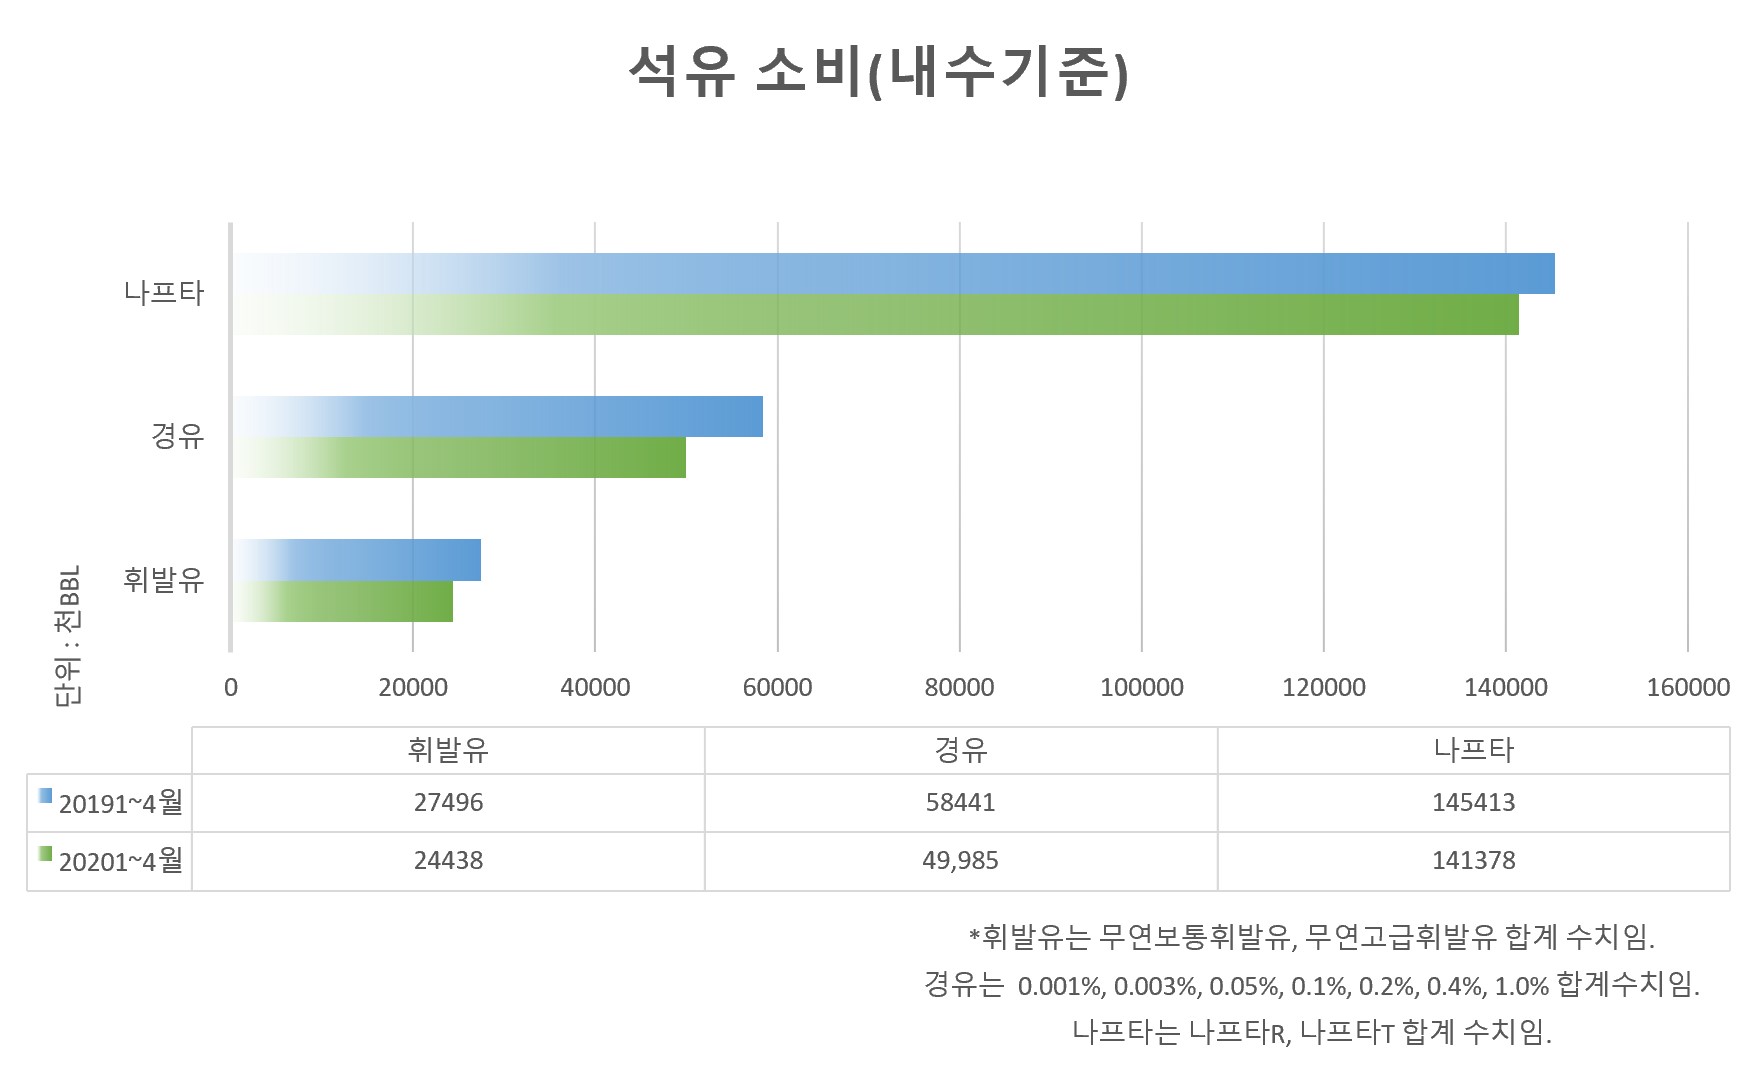 석유 소비(내수기준)
나프타
경유
휘발유
단위 : 천BBL
0 20000 40000 60000 80000 100000 120000 140000 160000
휘발유 경유 나프타
20191~4월 27496 58441 145413
20201~4월 24438 49,985 141378
*휘발유는 무연보통휘발유, 무연고급휘발유 합계 수치임.
경유는 0.001%, 0.003%, 0.05%, 0.1%, 0.2%, 0.4%, 1.0% 합계수치임.
나프타는 나프타R, 나프타T 합계 수치임.